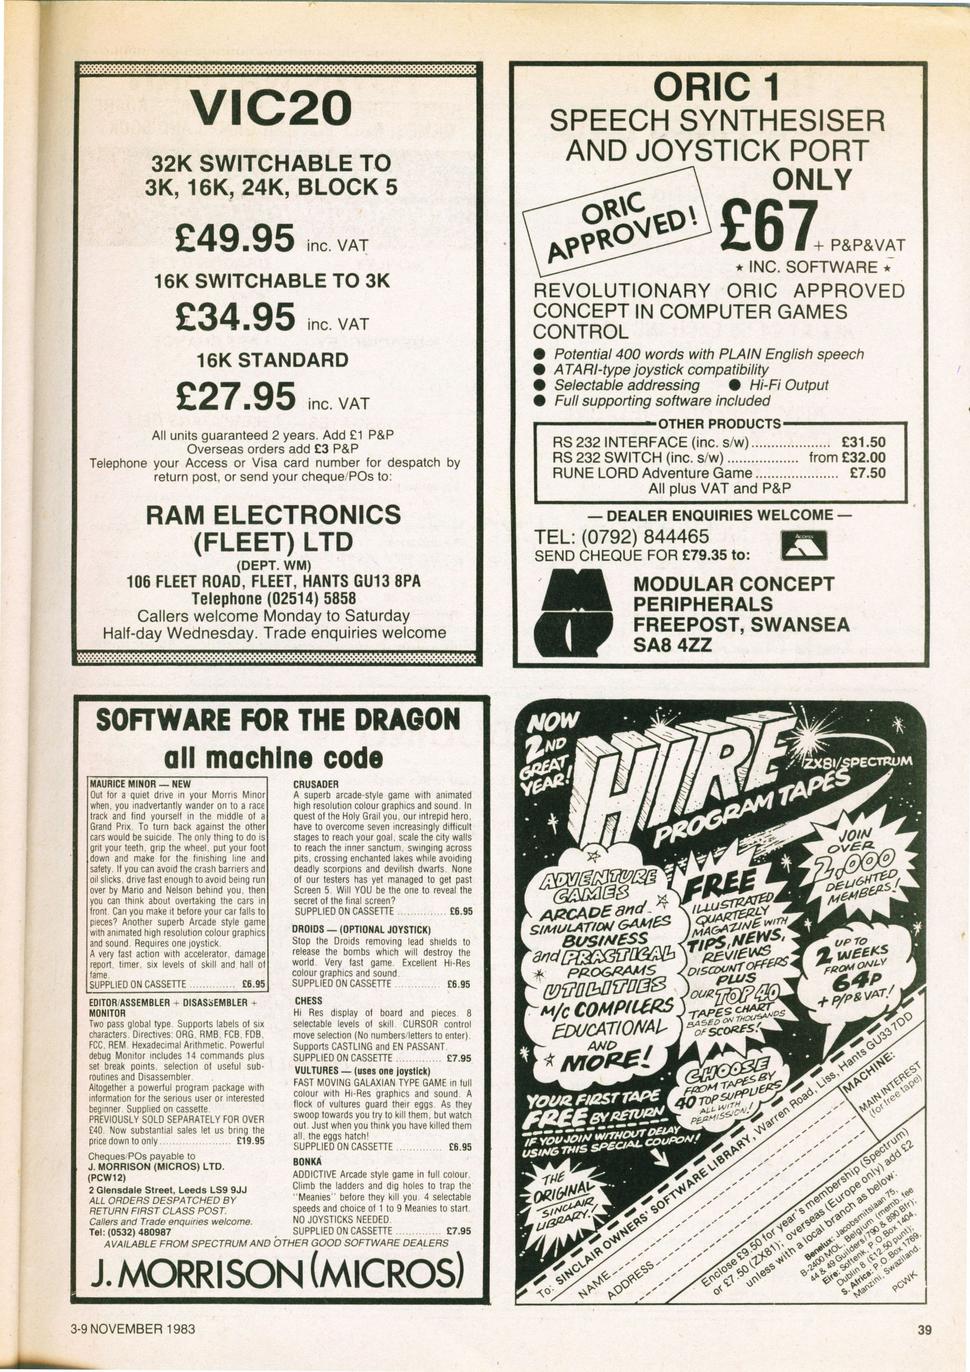 VIC20
32K SWITCHABLE TO
3K, 16K, 24K, BLOCK 5
£49.95 inc. VAT
16K SWITCHABLE TO 3K
£34.95 inc. VAT
16K STANDARD
£27.95 inc. VAT
All units guaranteed 2 years. Add £1 P&P
Overseas orders add £3 P&P
Telephone your Access or Visa card number for despatch by
return post, or send your cheque/POs to:
RAM ELECTRONICS
(FLEET) LTD
(DEPT. WM)
106 FLEET ROAD, FLEET, HANTS GU13 8PA
Telephone (02514) 5858
Callers welcome Monday to Saturday
Half-day Wednesday. Trade enquiries welcome
ORIC 1
SPEECH SYNTHESISER
AND JOYSTICK PORT
ONLY
ORIC
APPROVED!
£67 + P&P&VAT
★ INC. SOFTWARE ★
REVOLUTIONARY ORIC APPROVED
CONCEPT IN COMPUTER GAMES
CONTROL
● Potential 400 words with PLAIN English speech
● ATARI-type joystick compatibility
● Selectable addressing ● Hi-Fi Output
● Full supporting software included
OTHER PRODUCTS
RS 232 INTERFACE (inc. s/w) .................... £31.50
RS 232 SWITCH (inc. s/w) .................. from £32.00
RUNE LORD Adventure Game ..................... £7.50
All plus VAT and P&P
— DEALER ENQUIRIES WELCOME —
TEL: (0792) 844465
Access
SEND CHEQUE FOR £79.35 to:
MODULAR CONCEPT
PERIPHERALS
FREEPOST, SWANSEA
SA8 4ZZ
SOFTWARE FOR THE DRAGON
all machine code
MAURICE MINOR — NEW
Out for a quiet drive in your Morris Minor
when, you inadvertantly wander on to a race
track and find yourself in the middle of a
Grand Prix. To turn back against the other
cars would be suicide. The only thing to do is
grit your teeth, grip the wheel, put your foot
down and make for the finishing line and
safety. If you can avoid the crash barriers and
oil slicks, drive fast enough to avoid being run
over by Mario and Nelson behind you, then
you can think about overtaking the cars in
front. Can you make it before your car falls to
pieces? Another superb Arcade style game
with animated high resolution colour graphics
and sound. Requires one joystick.
A very fast action with accelerator, damage
report, timer, six levels of skill and hall of
fame.
SUPPLIED ON CASSETTE ............. £6.95
EDITOR/ASSEMBLER + DISASSEMBLER +
MONITOR
Two pass global type. Supports labels of six
characters. Directives: ORG, RMB, FCB, FDB,
FCC, REM. Hexadecimal Arithmetic. Powerful
debug Monitor includes 14 commands plus
set break points, selection of useful sub-
routines and Disassembler.
Altogether a powerful program package with
information for the serious user or interested
beginner. Supplied on cassette.
PREVIOUSLY SOLD SEPARATELY FOR OVER
£40. Now substantial sales let us bring the
price down to only ..................... £19.95
Cheques/POs payable to
J. MORRISON (MICROS) LTD.
(PCW12)
2 Glensdale Street, Leeds LS9 9JJ
ALL ORDERS DESPATCHED BY
RETURN FIRST CLASS POST.
Callers and Trade enquiries welcome.
Tel: (0532) 480987
CRUSADER
A superb arcade-style game with animated
high resolution colour graphics and sound. In
quest of the Holy Grail you, our intrepid hero,
have to overcome seven increasingly difficult
stages to reach your goal, scale the city walls
to reach the inner sanctum, swinging across
pits, crossing enchanted lakes while avoiding
deadly scorpions and devilish dwarfs. None
of our testers has yet managed to get past
Screen 5. Will YOU be the one to reveal the
secret of the final screen?
SUPPLIED ON CASSETTE ............. £6.95
DROIDS — (OPTIONAL JOYSTICK)
Stop the Droids removing lead shields to
release the bombs which will destroy the
world. Very fast game. Excellent Hi-Res
colour graphics and sound.
SUPPLIED ON CASSETTE ............. £6.95
CHESS
Hi Res display of board and pieces. 8
selectable levels of skill. CURSOR control
move selection (No numbers/letters to enter).
Supports CASTLING and EN PASSANT.
SUPPLIED ON CASSETTE ............. £7.95
VULTURES — (uses one joystick)
FAST MOVING GALAXIAN TYPE GAME in full
colour with Hi-Res graphics and sound. A
flock of vultures guard their eggs. As they
swoop towards you try to kill them, but watch
out. Just when you think you have killed them
all, the eggs hatch!
SUPPLIED ON CASSETTE ............. £6.95
BONKA
ADDICTIVE Arcade style game in full colour.
Climb the ladders and dig holes to trap the
"Meanies" before they kill you. 4 selectable
speeds and choice of 1 to 9 Meanies to start.
NO JOYSTICKS NEEDED.
SUPPLIED ON CASSETTE ............. £7.95
AVAILABLE FROM SPECTRUM AND OTHER GOOD SOFTWARE DEALERS
J. MORRISON (MICROS)
NOW
2ND
GREAT
YEAR!
HIRE
ZX81/SPECTRUM
PROGRAM TAPES
ADVENTURE
GAMES
ARCADE and
SIMULATION GAMES
BUSINESS
and PRACTICAL
PROGRAMS
UTILITIES
M/c COMPILERS
EDUCATIONAL
AND
MORE!
FREE
ILLUSTRATED
QUARTERLY
MAGAZINE WITH
TIPS, NEWS,
REVIEWS
DISCOUNT OFFERS
PLUS
OUR TOP 40
TAPES CHART
BASED ON THOUSANDS
OF SCORES!
JOIN
OVER
7,000
DELIGHTED
MEMBERS!
UP TO
2 WEEKS
FROM ONLY
64p
+ P/P & VAT!
CHOOSE
FROM TAPES BY
40 TOP SUPPLIERS
ALL WITH
PERMISSION!
YOUR FIRST TAPE
FREE BY RETURN
IF YOU JOIN WITHOUT DELAY
USING THIS SPECIAL COUPON!
THE
ORIGINAL
SINCLAIR
LIBRARY!
To: SINCLAIR OWNERS' SOFTWARE LIBRARY, Warren Road, Liss, Hants GU33 7DD
NAME
ADDRESS
MACHINE:
MAIN INTEREST
(for free tape)
Enclose £9.50 for year's membership (Spectrum)
or £7.50 (ZX81); overseas (Europe only) add £2
unless with a local branch as below:
Benelux: Jacobsmitslaan 75,
B-2400 MOL, Belgium (memb. fee
44 & 49 Guilders/790 & 890 Bfr);
Eire: Softenk, P.O Box 1404,
Dublin 8 (£12.50 punt);
S. Africa: P.O. Box 1769,
Manzini, Swaziland.
PCWK
3-9 NOVEMBER 1983
39